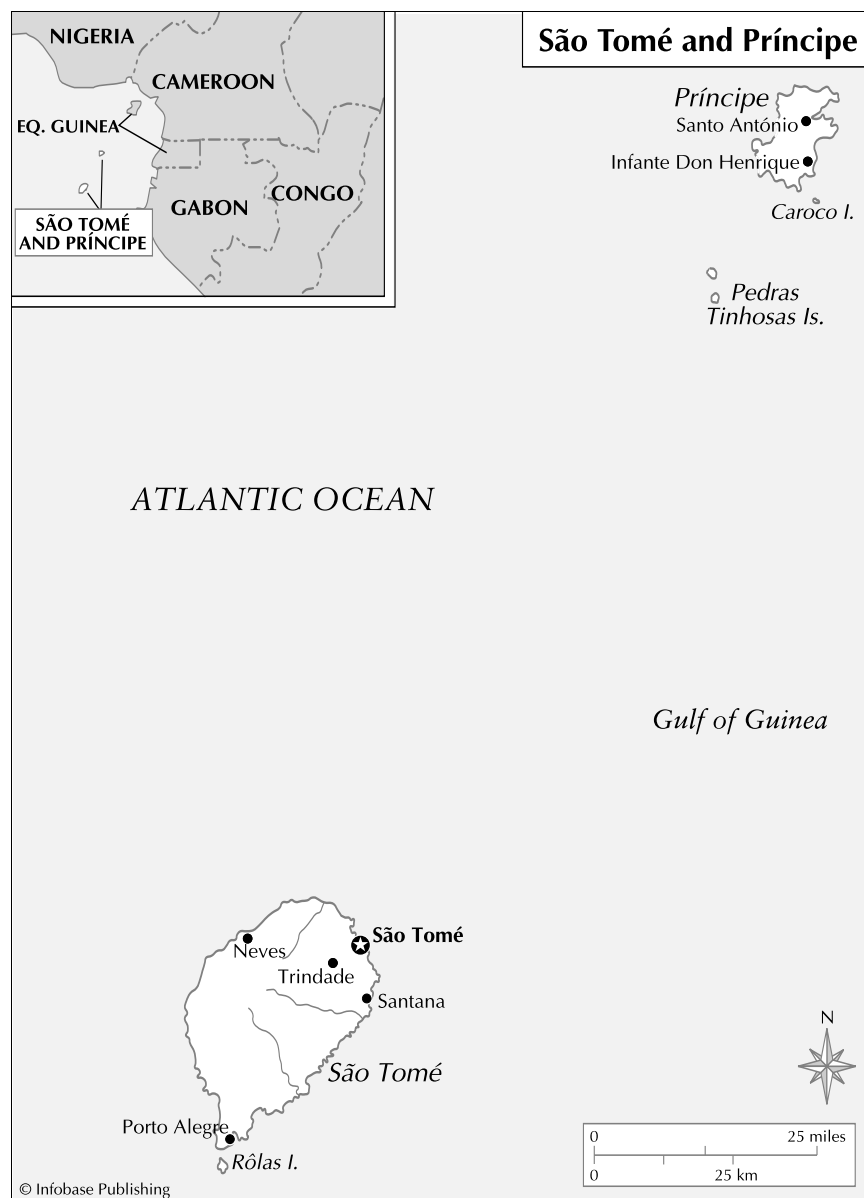 São Tomé and Príncipe
NIGERIA
CAMEROON
EQ. GUINEA
CONGO
GABON
SÃO TOMÉ
AND PRÍNCIPE
Príncipe
Santo António
Infante Don Henrique
Caroco I.
Pedras
Tinhosas Is.
ATLANTIC OCEAN
Gulf of Guinea
São Tomé
Neves
Trindade
Santana
São Tomé
Porto Alegre
Rôlas I.
N
0 25 miles
0 25 km
© Infobase Publishing